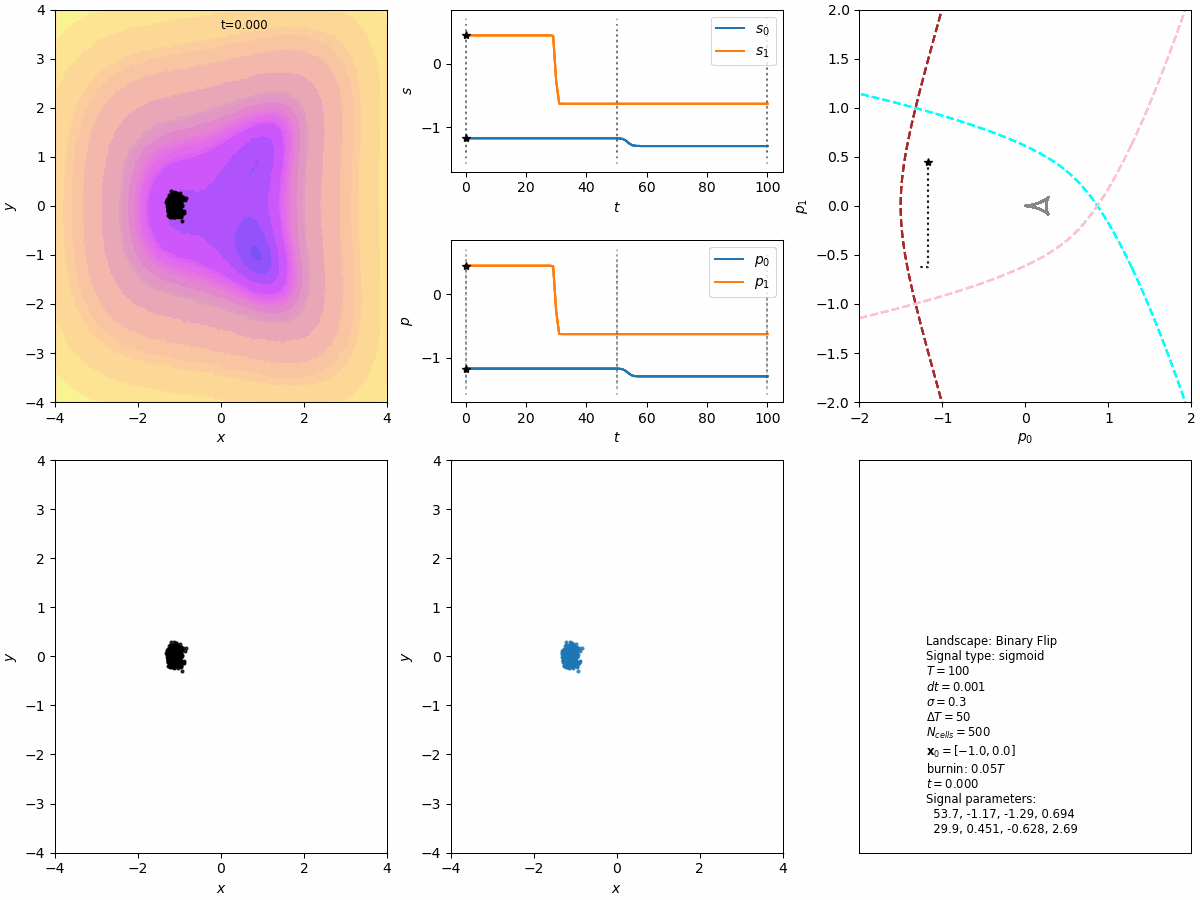 t=0.000
4
3
2
1
0
−1
−2
−3
−4
y
−4
−2
0
2
4
x
s₀
s₁
0
−1
s
0
20
40
60
80
100
t
p₀
p₁
0
−1
p
0
20
40
60
80
100
t
2.0
1.5
1.0
0.5
0.0
−0.5
−1.0
−1.5
−2.0
p₁
−2
−1
0
1
2
p₀
4
3
2
1
0
−1
−2
−3
−4
y
−4
−2
0
2
4
x
4
3
2
1
0
−1
−2
−3
−4
y
−4
−2
0
2
4
x
Landscape: Binary Flip
Signal type: sigmoid
T = 100
dt = 0.001
σ = 0.3
ΔT = 50
N_cells = 500
x₀ = [−1.0, 0.0]
burnin: 0.05T
t = 0.000
Signal parameters:
53.7, -1.17, -1.29, 0.694
29.9, 0.451, -0.628, 2.69